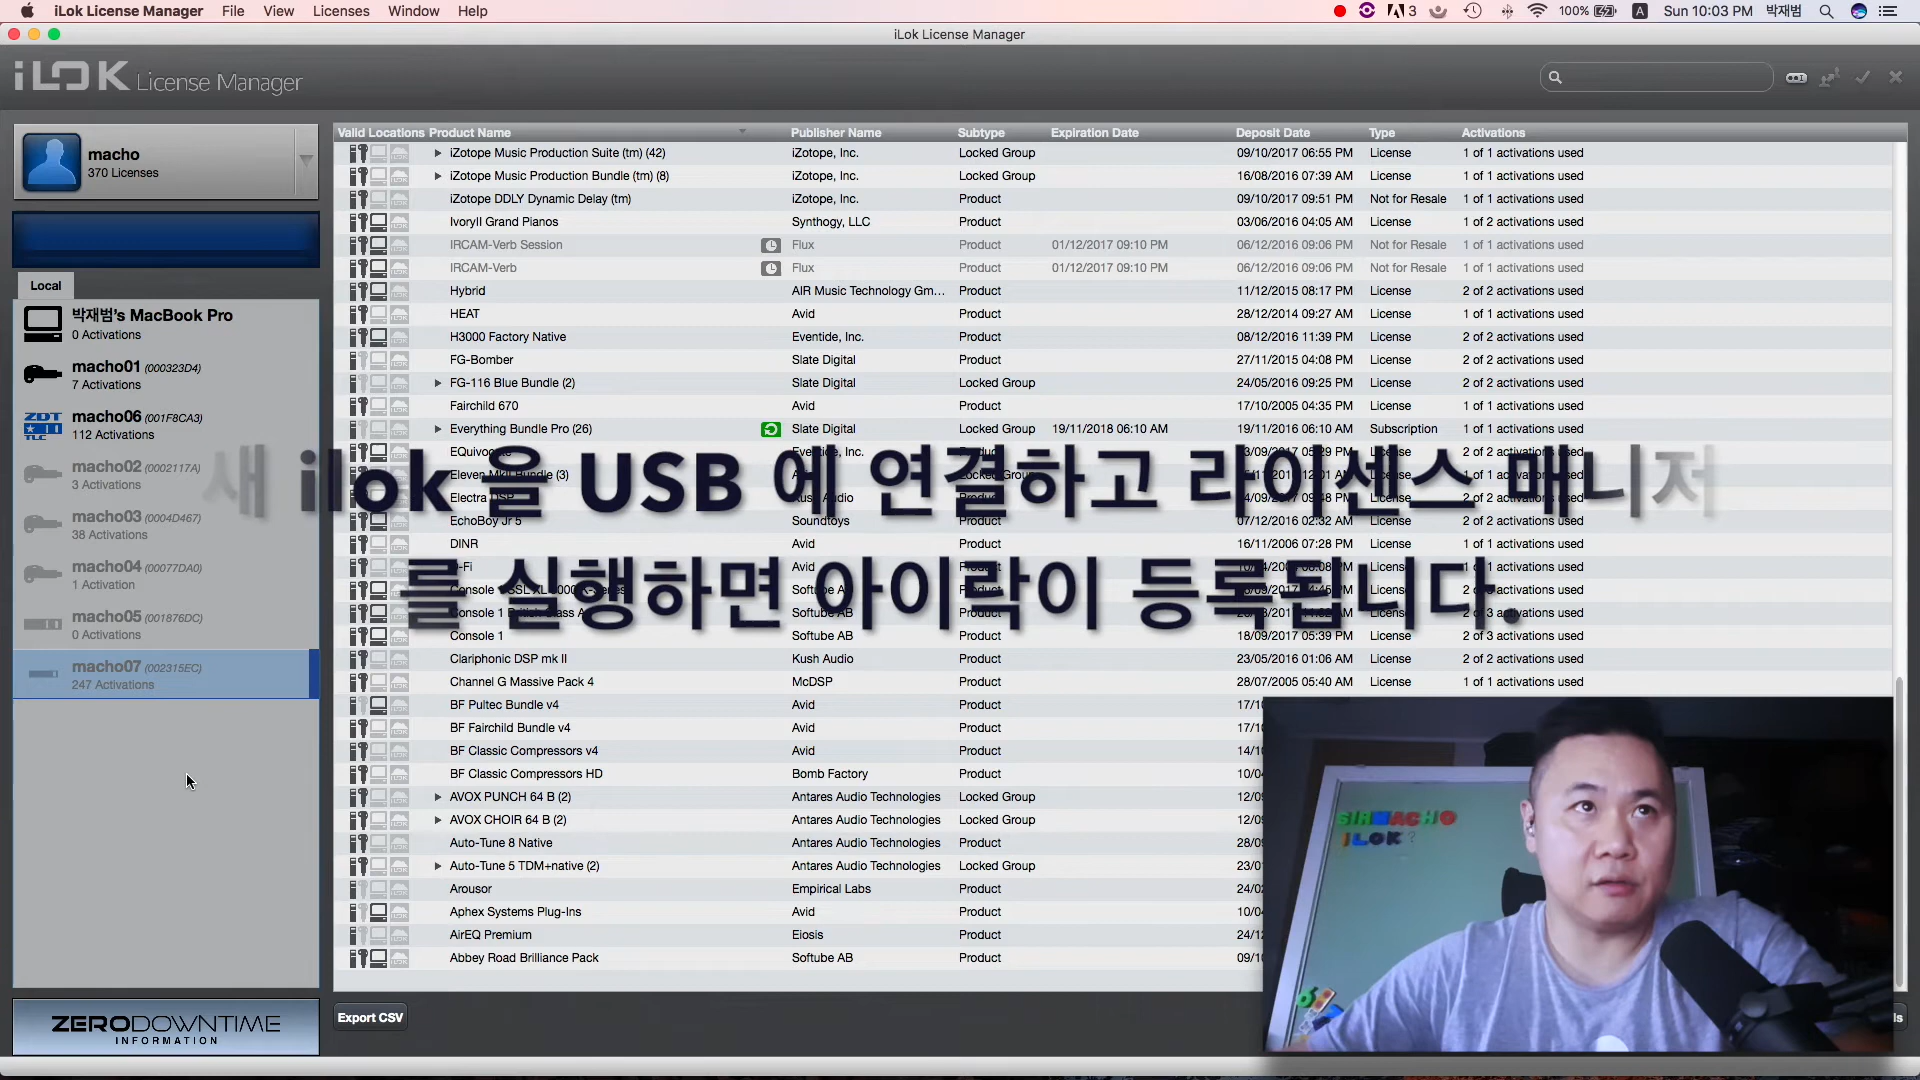 iLok License Manager File View Licenses Window Help 3 100% A Sun 10:03 PM 박재범
iLok License Manager
iLOK License Manager
macho
370 Licenses
Local
박재범's MacBook Pro
0 Activations
macho01 (000323D4)
7 Activations
ZDT TLC macho06 (001F8CA3)
112 Activations
macho02 (0002117A)
3 Activations
macho03 (0004D467)
38 Activations
macho04 (00077DA0)
1 Activation
macho05 (001876DC)
0 Activations
macho07 (002315EC)
247 Activations
ZERODOWNTIME
INFORMATION
Valid Locations Product Name Publisher Name Subtype Expiration Date Deposit Date Type Activations
iZotope Music Production Suite (tm) (42) iZotope, Inc. Locked Group 09/10/2017 06:55 PM License 1 of 1 activations used
iZotope Music Production Bundle (tm) (8) iZotope, Inc. Locked Group 16/08/2016 07:39 AM License 1 of 1 activations used
iZotope DDLY Dynamic Delay (tm) iZotope, Inc. Product 09/10/2017 09:51 PM Not for Resale 1 of 1 activations used
IvoryII Grand Pianos Synthogy, LLC Product 03/06/2016 04:05 AM License 1 of 2 activations used
IRCAM-Verb Session Flux Product 01/12/2017 09:10 PM 06/12/2016 09:06 PM Not for Resale 1 of 1 activations used
IRCAM-Verb Flux Product 01/12/2017 09:10 PM 06/12/2016 09:06 PM Not for Resale 1 of 1 activations used
Hybrid AIR Music Technology Gm... Product 11/12/2015 08:17 PM License 2 of 2 activations used
HEAT Avid Product 28/12/2014 09:27 AM License 1 of 1 activations used
H3000 Factory Native Eventide, Inc. Product 08/12/2016 11:39 PM License 2 of 2 activations used
FG-Bomber Slate Digital Product 27/11/2015 04:08 PM License 2 of 2 activations used
FG-116 Blue Bundle (2) Slate Digital Locked Group 24/05/2016 09:25 PM License 2 of 2 activations used
Fairchild 670 Avid Product 17/10/2005 04:35 PM License 1 of 1 activations used
Everything Bundle Pro (26) Slate Digital Locked Group 19/11/2018 06:10 AM 19/11/2016 06:10 AM Subscription 1 of 1 activations used
새 ilok 을 USB 에 연결하고 라이센스 매니저
를 실행하면 아이락이 등록됩니다.
EchoBoy Jr 5 Soundtoys Product 07/12/2016 02:32 AM License 2 of 2 activations used
DINR Avid Product 16/11/2006 07:28 PM License 1 of 1 activations used
Console 1 Softube AB Product 18/09/2017 05:39 PM License 2 of 3 activations used
Clariphonic DSP mk II Kush Audio Product 23/05/2016 01:06 AM License 2 of 2 activations used
Channel G Massive Pack 4 McDSP Product 28/07/2005 05:40 AM License 1 of 1 activations used
BF Pultec Bundle v4 Avid Product
BF Fairchild Bundle v4 Avid Product
BF Classic Compressors v4 Avid Product
BF Classic Compressors HD Bomb Factory Product
AVOX PUNCH 64 B (2) Antares Audio Technologies Locked Group
AVOX CHOIR 64 B (2) Antares Audio Technologies Locked Group
Auto-Tune 8 Native Antares Audio Technologies Product
Auto-Tune 5 TDM+native (2) Antares Audio Technologies Locked Group
Arousor Empirical Labs Product
Aphex Systems Plug-Ins Avid Product
AirEQ Premium Eiosis Product
Abbey Road Brilliance Pack Softube AB Product
Export CSV
SIRMACHO
iLOK?